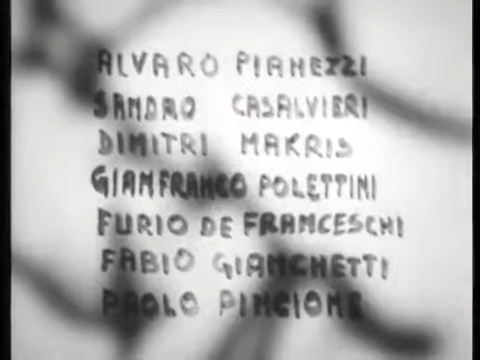 ALVARO PIANEZZI
SANDRO CASALVIERI
DIMITRI MAKRIS
GIANFRANCO POLETTINI
FURIO DE FRANCESCHI
FABIO GIANCHETTI
PAOLO PINCIONE